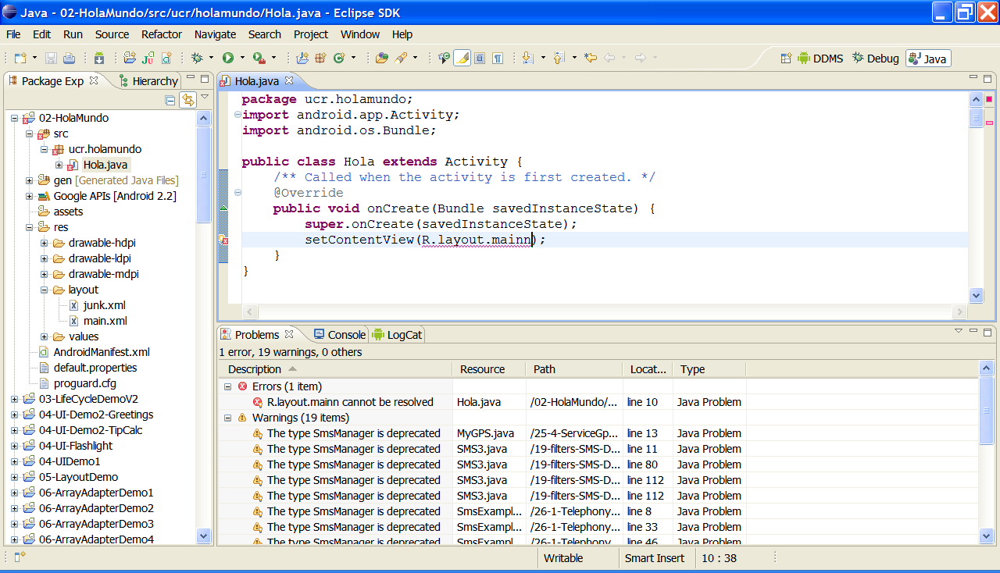 Java - 02-HolaMundo/src/ucr/holamundo/Hola.java - Eclipse SDK
File Edit Run Source Refactor Navigate Search Project Window Help
DDMS Debug Java
Package Exp Hierarchy
02-HolaMundo
src
ucr.holamundo
Hola.java
gen [Generated Java Files]
Google APIs [Android 2.2]
assets
res
drawable-hdpi
drawable-ldpi
drawable-mdpi
layout
junk.xml
main.xml
values
AndroidManifest.xml
default.properties
proguard.cfg
03-LifeCycleDemoV2
04-UI-Demo2-Greetings
04-UI-Demo2-TipCalc
04-UI-Flashlight
04-UIDemo1
05-LayoutDemo
06-ArrayAdapterDemo1
06-ArrayAdapterDemo2
06-ArrayAdapterDemo3
06-ArrayAdapterDemo4
Hola.java
package ucr.holamundo;
import android.app.Activity;
import android.os.Bundle;
public class Hola extends Activity {
/** Called when the activity is first created. */
@Override
public void onCreate(Bundle savedInstanceState) {
super.onCreate(savedInstanceState);
setContentView(R.layout.mainn);
}
}
Problems Console LogCat
1 error, 19 warnings, 0 others
Description Resource Path Locat... Type
Errors (1 item)
R.layout.mainn cannot be resolved Hola.java /02-HolaMundo/... line 10 Java Problem
Warnings (19 items)
The type SmsManager is deprecated MyGPS.java /25-4-ServiceGp... line 13 Java Problem
The type SmsManager is deprecated SMS3.java /19-filters-SMS-D... line 11 Java Problem
The type SmsManager is deprecated SMS3.java /19-filters-SMS-D... line 80 Java Problem
The type SmsManager is deprecated SMS3.java /19-filters-SMS-D... line 112 Java Problem
The type SmsManager is deprecated SMS3.java /19-filters-SMS-D... line 112 Java Problem
The type SmsManager is deprecated SmsExampl... /26-1-Telephony... line 8 Java Problem
The type SmsManager is deprecated SmsExampl... /26-1-Telephony... line 33 Java Problem
The type SmsManager is deprecated SmsExampl... /26-1-Telephony... line 46 Java Problem
Writable Smart Insert 10 : 38